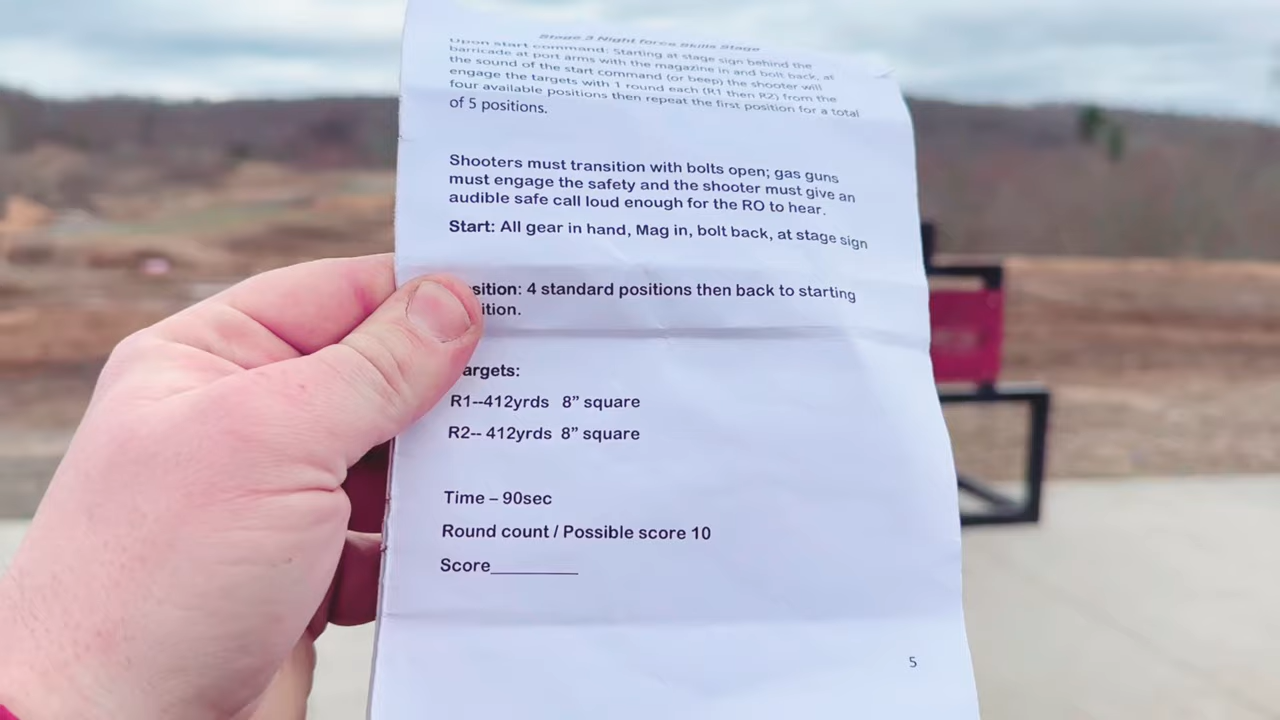 Stage 3 Nightforce Skills Stage
Upon start command: Starting at stage sign behind the
barricade at port arms with the magazine in and bolt back, at
the sound of the start command (or beep) the shooter will
engage the targets with 1 round each (R1 then R2) from the
four available positions then repeat the first position for a total
of 5 positions.
Shooters must transition with bolts open; gas guns
must engage the safety and the shooter must give an
audible safe call loud enough for the RO to hear.
Start: All gear in hand, Mag in, bolt back, at stage sign
sition: 4 standard positions then back to starting
ition.
argets:
R1--412yrds 8” square
R2-- 412yrds 8” square
Time – 90sec
Round count / Possible score 10
Score_________
5